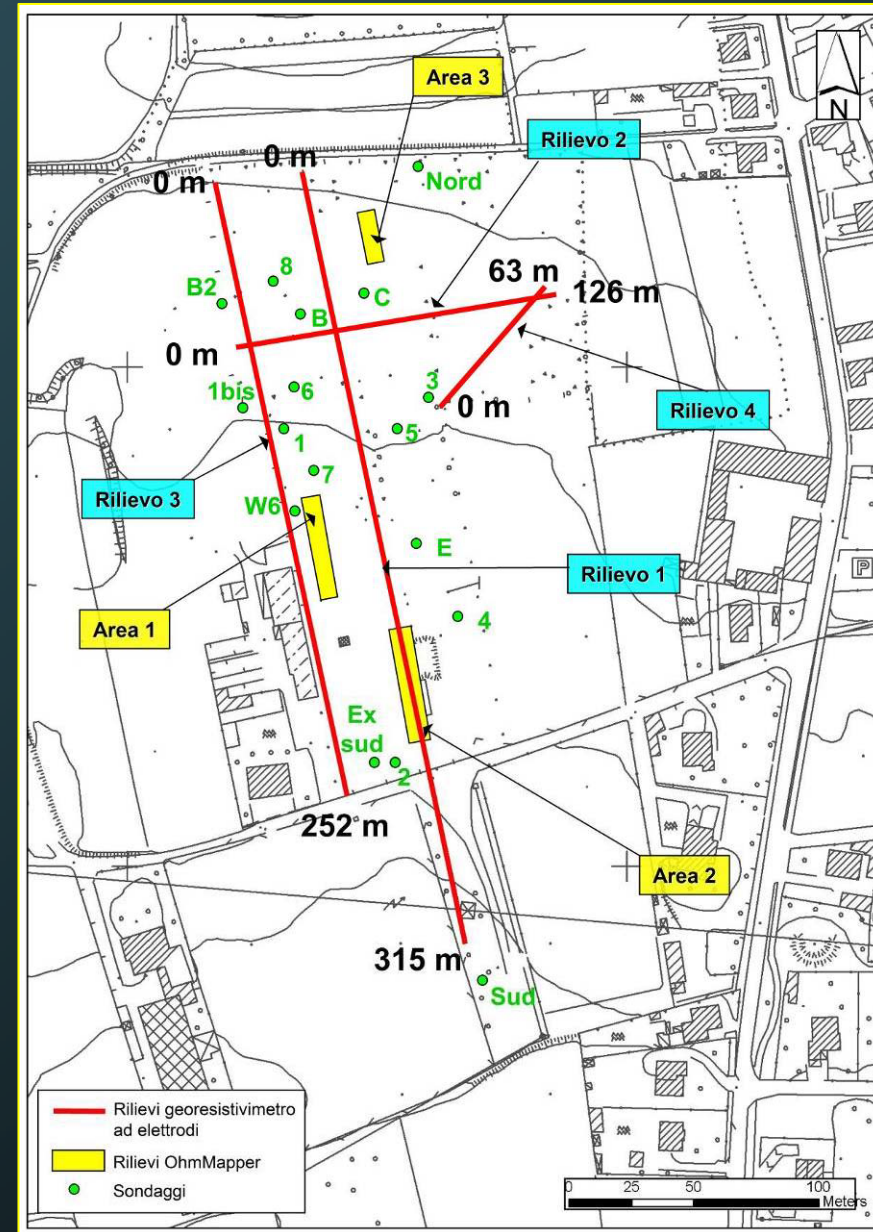 Area 3
N
Rilievo 2
0 m
0 m
Nord
63 m
8
C
B2
126 m
B
0 m
6
3
1bis
0 m
Rilievo 4
1
5
7
Rilievo 3
W6
E
P
Rilievo 1
Area 1
4
Ex
sud
2
252 m
Area 2
315 m
Sud
Rilievi georesistivimetro
ad elettrodi
Rilievi OhmMapper
Sondaggi
0 25 50 100
Meters